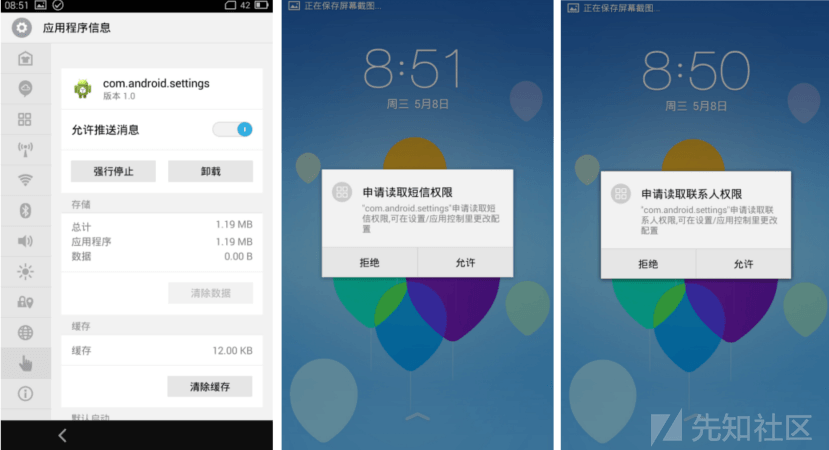 08:51
42
应用程序信息
com.android.settings
版本 1.0
允许推送消息
强行停止
卸载
存储
总计
1.19 MB
应用程序
1.19 MB
数据
0.00 B
清除数据
缓存
缓存
12.00 KB
清除缓存
默认启动
正在保存屏幕截图...
8:51
周三 5月8日
申请读取短信权限
"com.android.settings"申请读取短
信权限,可在设置/应用控制里更改配
置
拒绝
允许
正在保存屏幕截图...
8:50
周三 5月8日
申请读取联系人权限
"com.android.settings"申请读取联
系人权限,可在设置/应用控制里更改
配置
拒绝
允许
先知社区